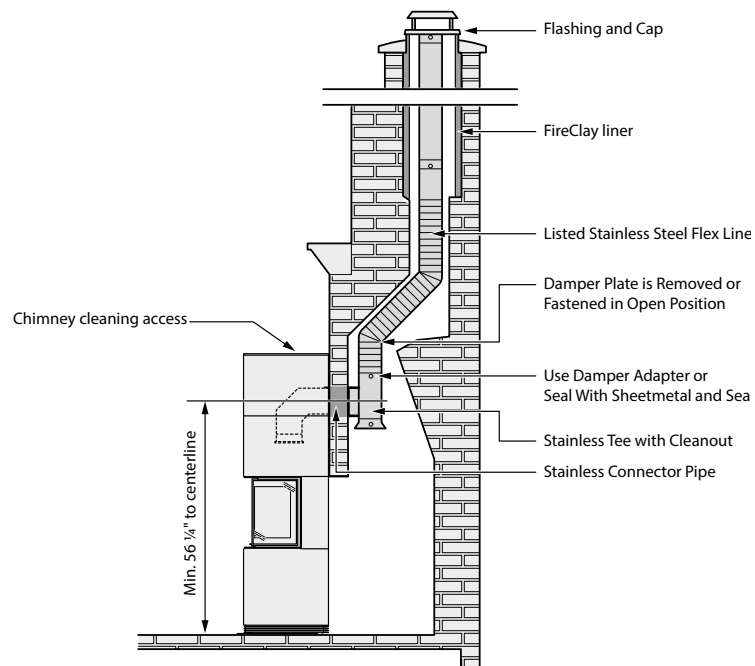 Flashing and Cap
FireClay liner
Listed Stainless Steel Flex Line
Damper Plate is Removed or
Fastened in Open Position
Chimney cleaning access
Use Damper Adapter or
Seal With Sheetmetal and Sea
Stainless Tee with Cleanout
Stainless Connector Pipe
Min. 56 ¼" to centerline